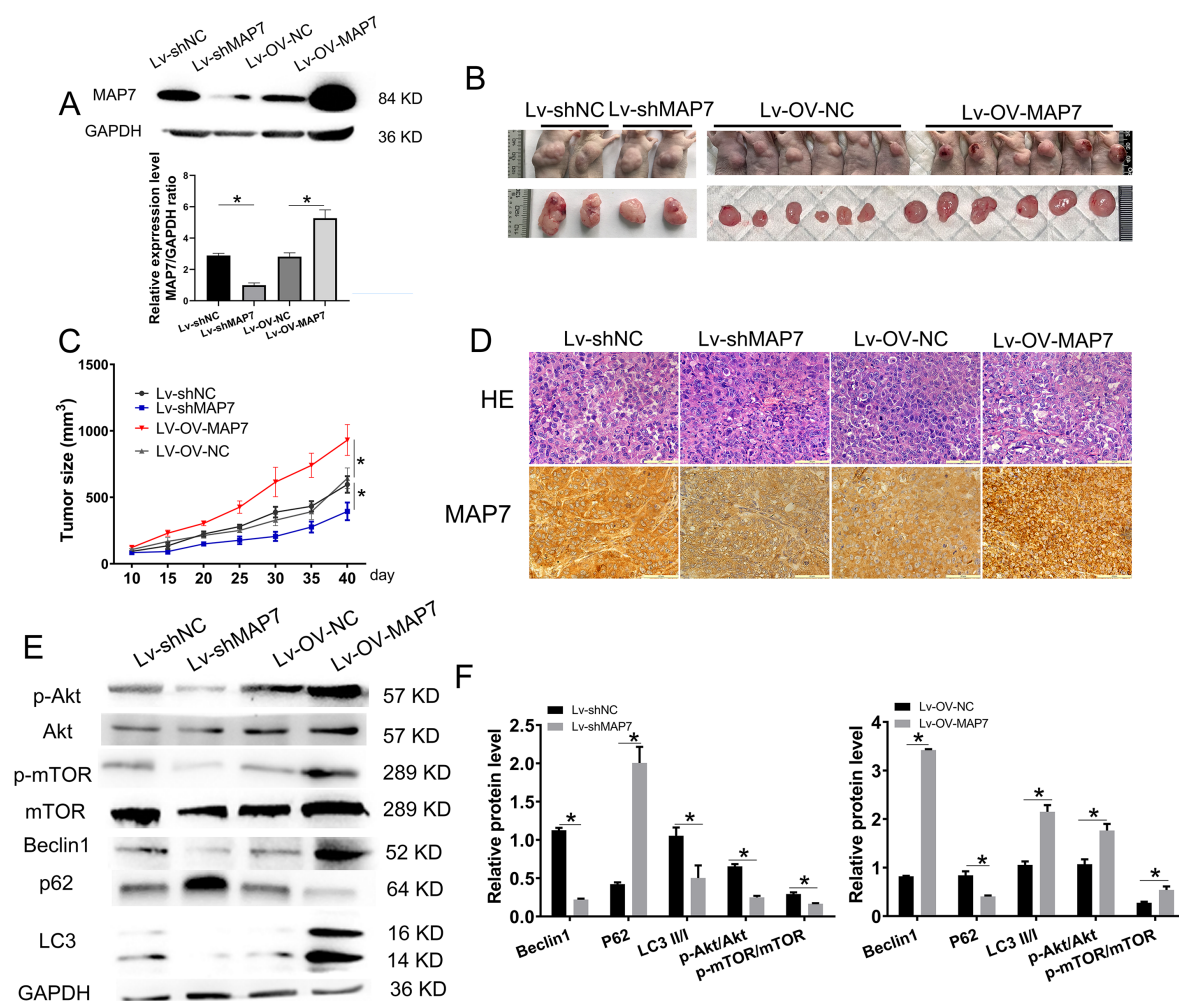 A
Lv-shNC
Lv-shMAP7
Lv-OV-NC
Lv-OV-MAP7
MAP7
84 KD
GAPDH
36 KD
Relative exprression level
MAP7/GAPDH ratio
8
6
4
2
0
*
*
Lv-shNC
Lv-shMAP7
Lv-OV-NC
Lv-OV-MAP7
B
Lv-shNC Lv-shMAP7 Lv-OV-NC Lv-OV-MAP7
C
Tumor size (mm3)
1500
1000
500
0
Lv-shNC
Lv-shMAP7
LV-OV-MAP7
LV-OV-NC
*
*
10 15 20 25 30 35 40 day
D
Lv-shNC Lv-shMAP7 Lv-OV-NC Lv-OV-MAP7
HE
MAP7
E
Lv-shNC
Lv-shMAP7
Lv-OV-NC
Lv-OV-MAP7
p-Akt 57 KD
Akt 57 KD
p-mTOR 289 KD
mTOR 289 KD
Beclin1 52 KD
p62 64 KD
LC3 16 KD
14 KD
GAPDH 36 KD
F
Lv-shNC
Lv-shMAP7
Relative protein level
2.5
2.0
1.5
1.0
0.5
0.0
*
*
*
*
*
Beclin1
P62
LC3 II/I
p-Akt/Akt
p-mTOR/mTOR
Lv-OV-NC
Lv-OV-MAP7
Relative protein level
4
3
2
1
0
*
*
*
*
*
Beclin1
P62
LC3 II/I
p-Akt/Akt
p-mTOR/mTOR